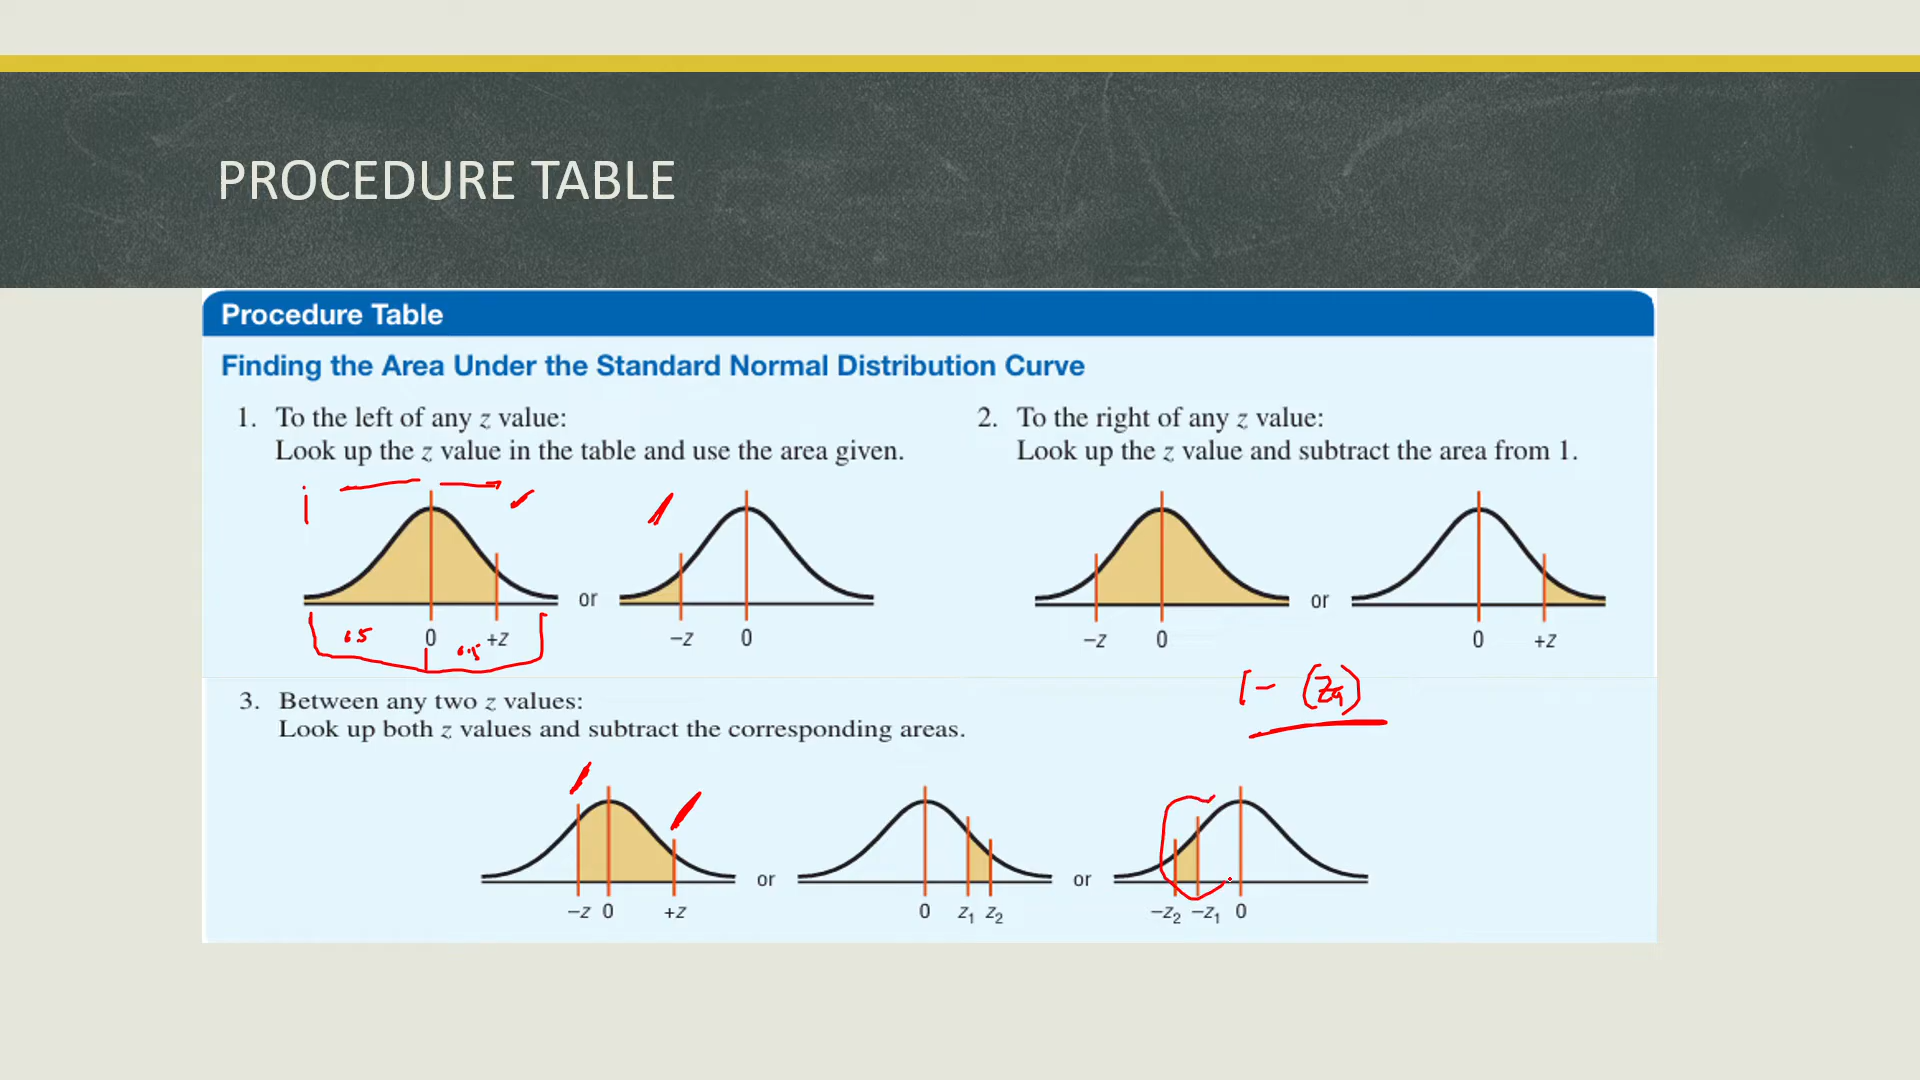 PROCEDURE TABLE
Procedure Table
Finding the Area Under the Standard Normal Distribution Curve
1. To the left of any z value:
Look up the z value in the table and use the area given.
or
0.5 0 0.5 +z
−z 0
2. To the right of any z value:
Look up the z value and subtract the area from 1.
or
−z 0
0 +z
1 −
3. Between any two z values:
Look up both z values and subtract the corresponding areas.
or
or
−z 0 +z
0 z₁ z₂
−z₂ −z₁ 0